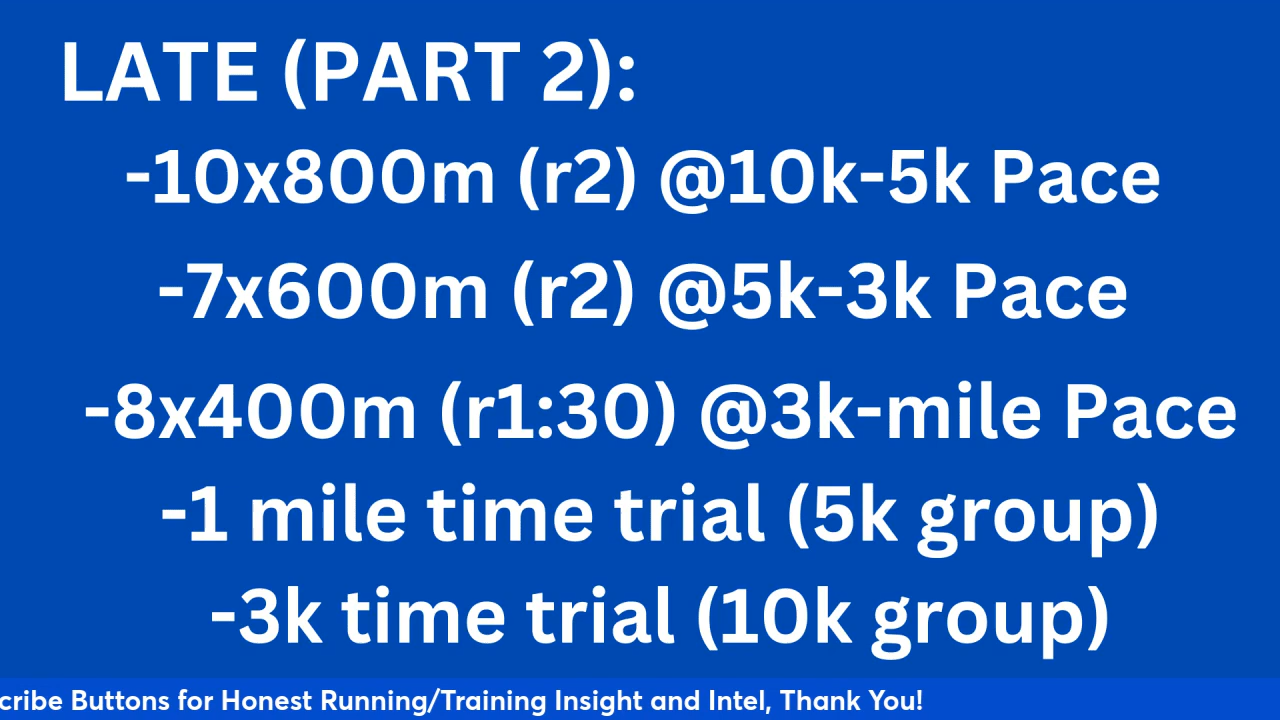 LATE (PART 2):
-10x800m (r2) @10k-5k Pace
-7x600m (r2) @5k-3k Pace
-8x400m (r1:30) @3k-mile Pace
-1 mile time trial (5k group)
-3k time trial (10k group)
cribe Buttons for Honest Running/Training Insight and Intel, Thank You!